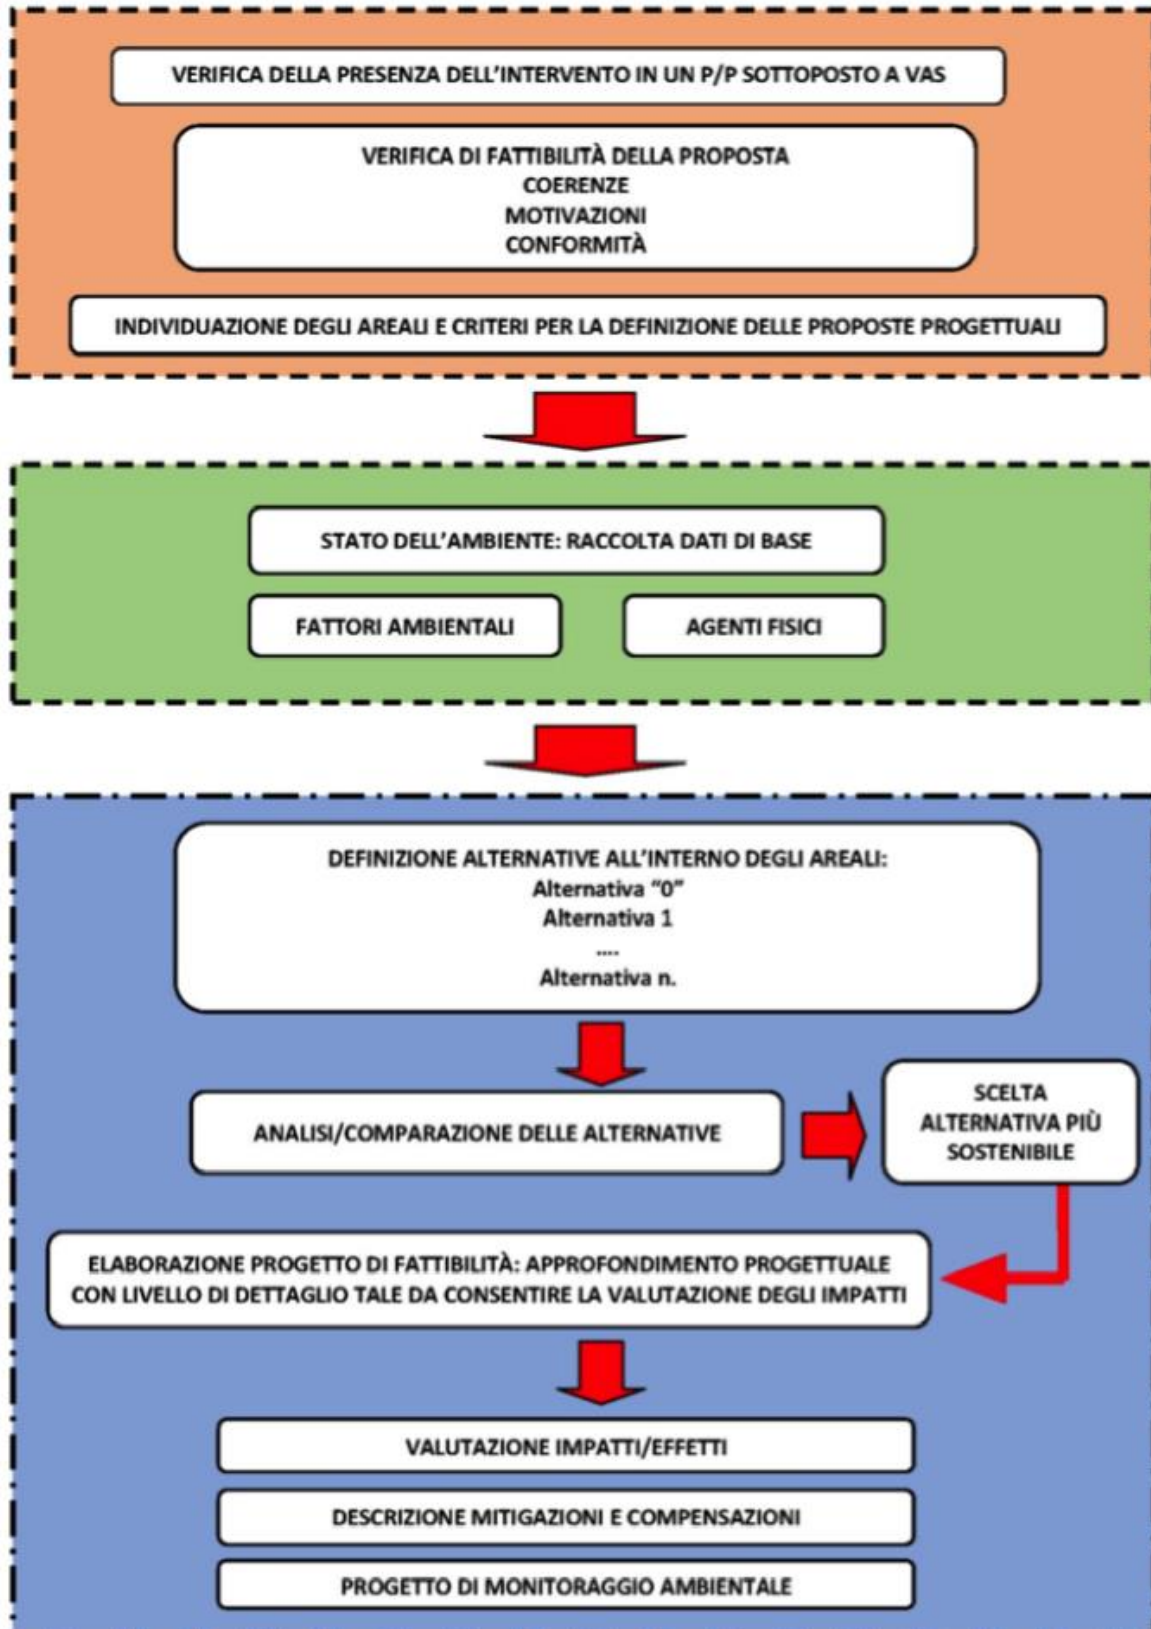 VERIFICA DELLA PRESENZA DELL'INTERVENTO IN UN P/P SOTTOPOSTO A VAS
VERIFICA DI FATTIBILITÀ DELLA PROPOSTA
COERENZE
MOTIVAZIONI
CONFORMITÀ
INDIVIDUAZIONE DEGLI AREALI E CRITERI PER LA DEFINIZIONE DELLE PROPOSTE PROGETTUALI
STATO DELL'AMBIENTE: RACCOLTA DATI DI BASE
FATTORI AMBIENTALI
AGENTI FISICI
DEFINIZIONE ALTERNATIVE ALL'INTERNO DEGLI AREALI:
Alternativa "0"
Alternativa 1
....
Alternativa n.
ANALISI/COMPARAZIONE DELLE ALTERNATIVE
SCELTA
ALTERNATIVA PIÙ
SOSTENIBILE
ELABORAZIONE PROGETTO DI FATTIBILITÀ: APPROFONDIMENTO PROGETTUALE
CON LIVELLO DI DETTAGLIO TALE DA CONSENTIRE LA VALUTAZIONE DEGLI IMPATTI
VALUTAZIONE IMPATTI/EFFETTI
DESCRIZIONE MITIGAZIONI E COMPENSAZIONI
PROGETTO DI MONITORAGGIO AMBIENTALE